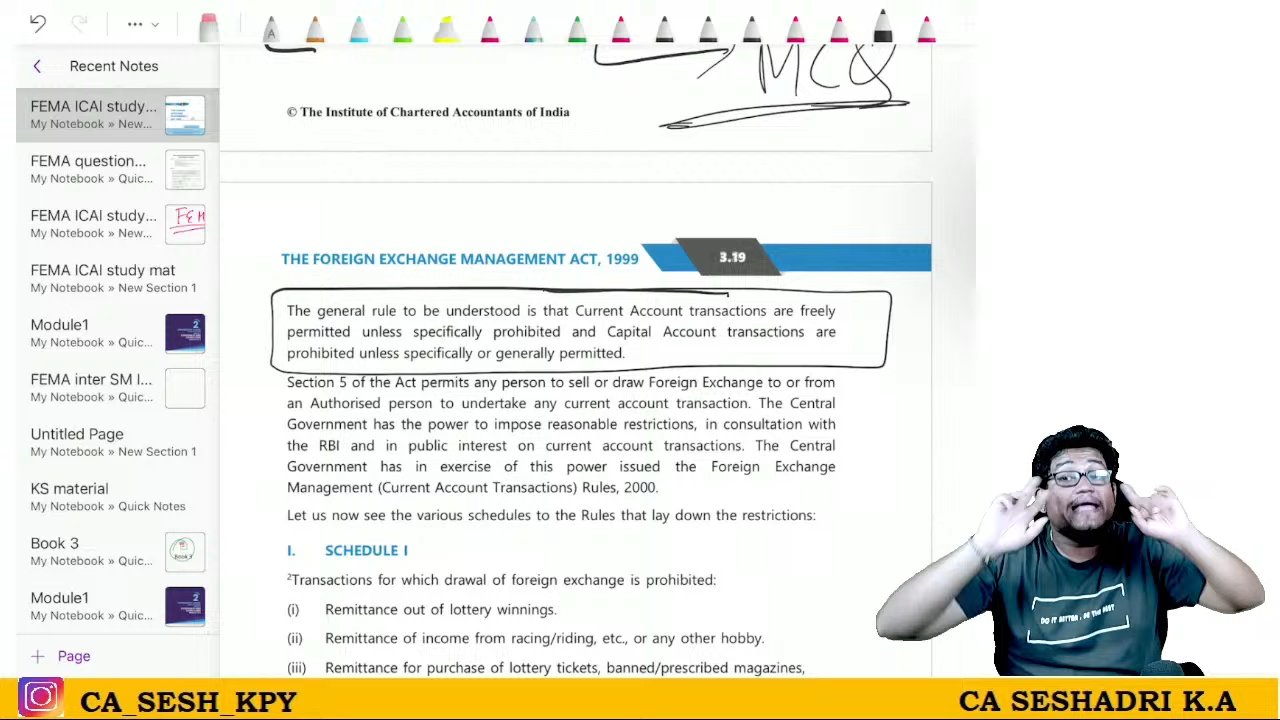 Recent Notes
FEMA ICAI study...
My Notebook » New...
FEMA question...
My Notebook » Quic...
FEMA ICAI study...
My Notebook » New...
FEM
FEMA ICAI study mat
My Notebook » New Section 1
Module1
My Notebook » Quic...
2
FEMA inter SM I...
My Notebook » Quic...
Untitled Page
My Notebook » New Section 1
KS material
My Notebook » Quick Notes
Book 3
My Notebook » Quic...
Module1
My Notebook » Quic...
2
Page
MCQ
© The Institute of Chartered Accountants of India
THE FOREIGN EXCHANGE MANAGEMENT ACT, 1999
3.19
The general rule to be understood is that Current Account transactions are freely
permitted unless specifically prohibited and Capital Account transactions are
prohibited unless specifically or generally permitted.
Section 5 of the Act permits any person to sell or draw Foreign Exchange to or from
an Authorised person to undertake any current account transaction. The Central
Government has the power to impose reasonable restrictions, in consultation with
the RBI and in public interest on current account transactions. The Central
Government has in exercise of this power issued the Foreign Exchange
Management (Current Account Transactions) Rules, 2000.
Let us now see the various schedules to the Rules that lay down the restrictions:
I. SCHEDULE I
2Transactions for which drawal of foreign exchange is prohibited:
(i) Remittance out of lottery winnings.
(ii) Remittance of income from racing/riding, etc., or any other hobby.
(iii) Remittance for purchase of lottery tickets, banned/prescribed magazines,
DO IT BETTER, BE THE BEST
CA_SESH_KPY
CA SESHADRI K.A